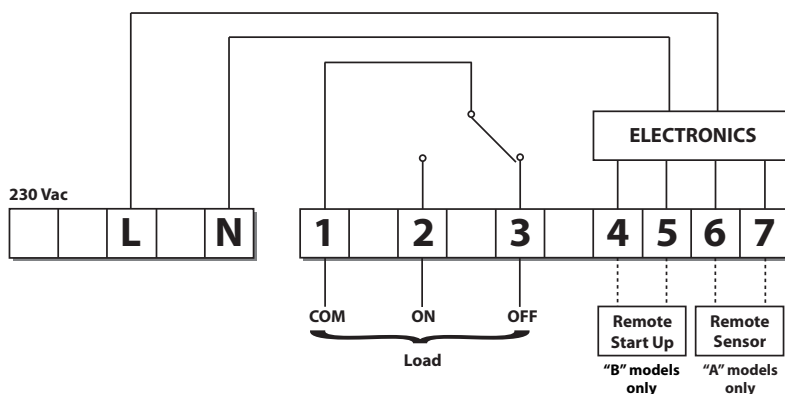 ELECTRONICS
230 Vac
L N 1 2 3 4 5 6 7
COM ON OFF
Load
Remote
Start Up
"B" models
only
Remote
Sensor
"A" models
only